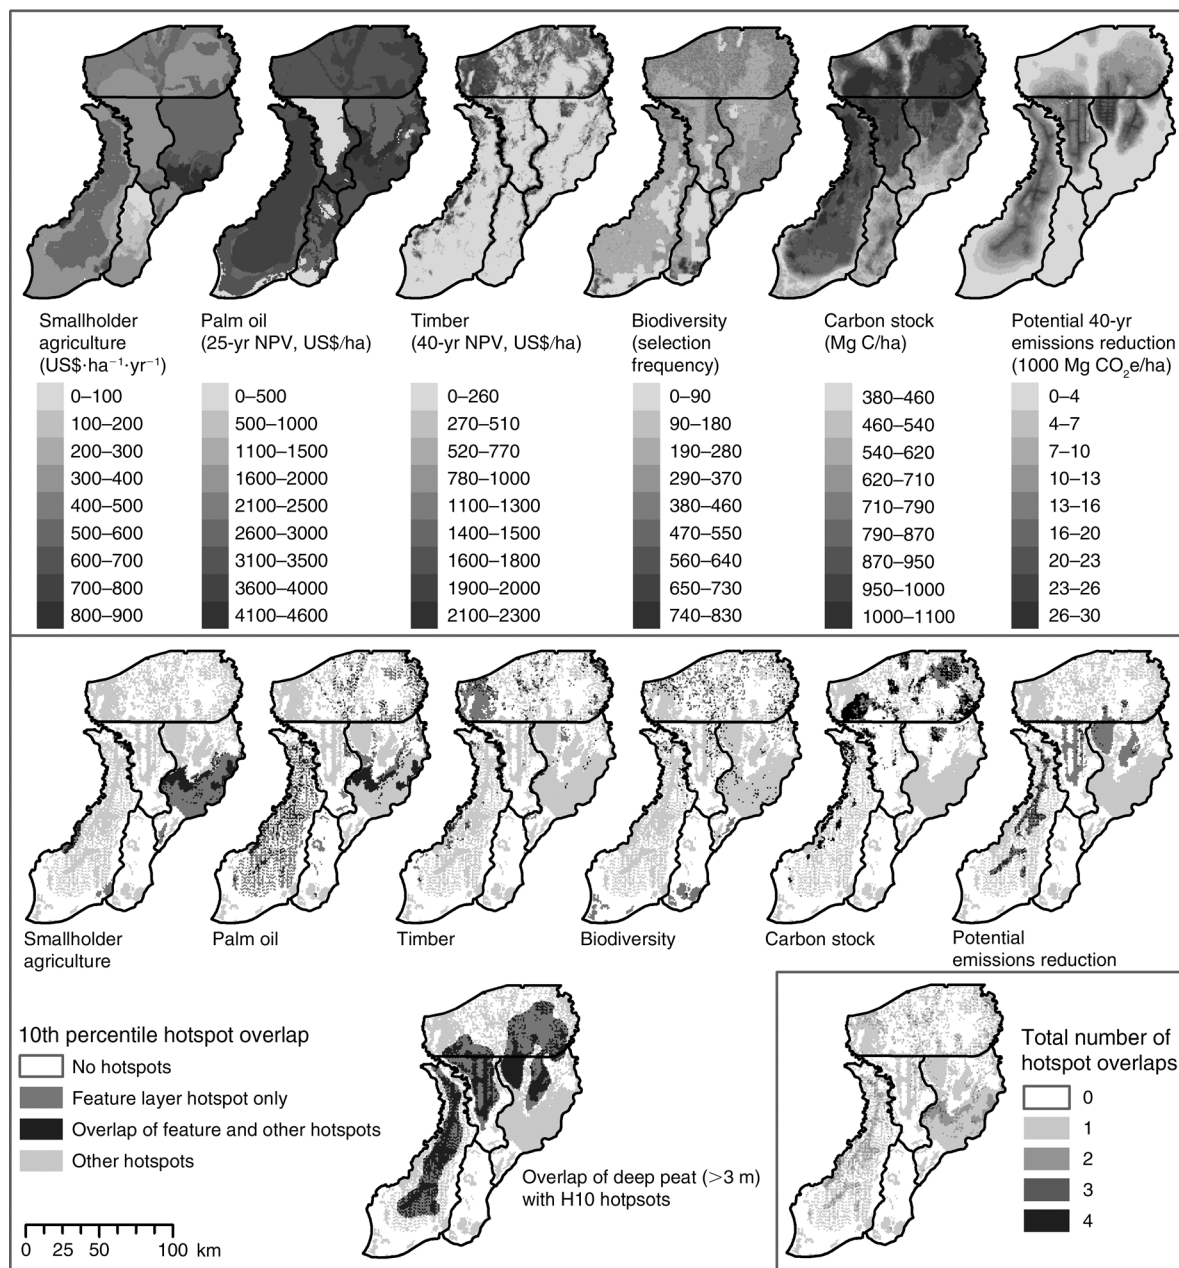 Smallholder
agriculture
(US$·ha⁻¹·yr⁻¹)
0–100
100–200
200–300
300–400
400–500
500–600
600–700
700–800
800–900
Palm oil
(25-yr NPV, US$/ha)
0–500
500–1000
1100–1500
1600–2000
2100–2500
2600–3000
3100–3500
3600–4000
4100–4600
Timber
(40-yr NPV, US$/ha)
0–260
270–510
520–770
780–1000
1100–1300
1400–1500
1600–1800
1900–2000
2100–2300
Biodiversity
(selection
frequency)
0–90
90–180
190–280
290–370
380–460
470–550
560–640
650–730
740–830
Carbon stock
(Mg C/ha)
380–460
460–540
540–620
620–710
710–790
790–870
870–950
950–1000
1000–1100
Potential 40-yr
emissions reduction
(1000 Mg CO₂e/ha)
0–4
4–7
7–10
10–13
13–16
16–20
20–23
23–26
26–30
Smallholder
agriculture
Palm oil
Timber
Biodiversity
Carbon stock
Potential
emissions reduction
10th percentile hotspot overlap
No hotspots
Feature layer hotspot only
Overlap of feature and other hotspots
Other hotspots
0 25 50 100 km
Overlap of deep peat (>3 m)
with H10 hotpsots
Total number of
hotspot overlaps
0
1
2
3
4